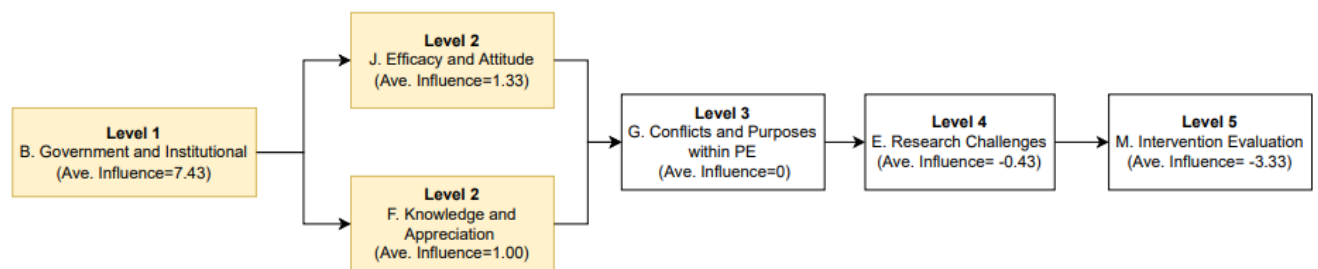 Level 1
B. Government and Institutional
(Ave. Influence=7.43)
Level 2
J. Efficacy and Attitude
(Ave. Influence=1.33)
Level 2
F. Knowledge and
Appreciation
(Ave. Influence=1.00)
Level 3
G. Conflicts and Purposes
within PE
(Ave. Influence=0)
Level 4
E. Research Challenges
(Ave. Influence= -0.43)
Level 5
M. Intervention Evaluation
(Ave. Influence= -3.33)